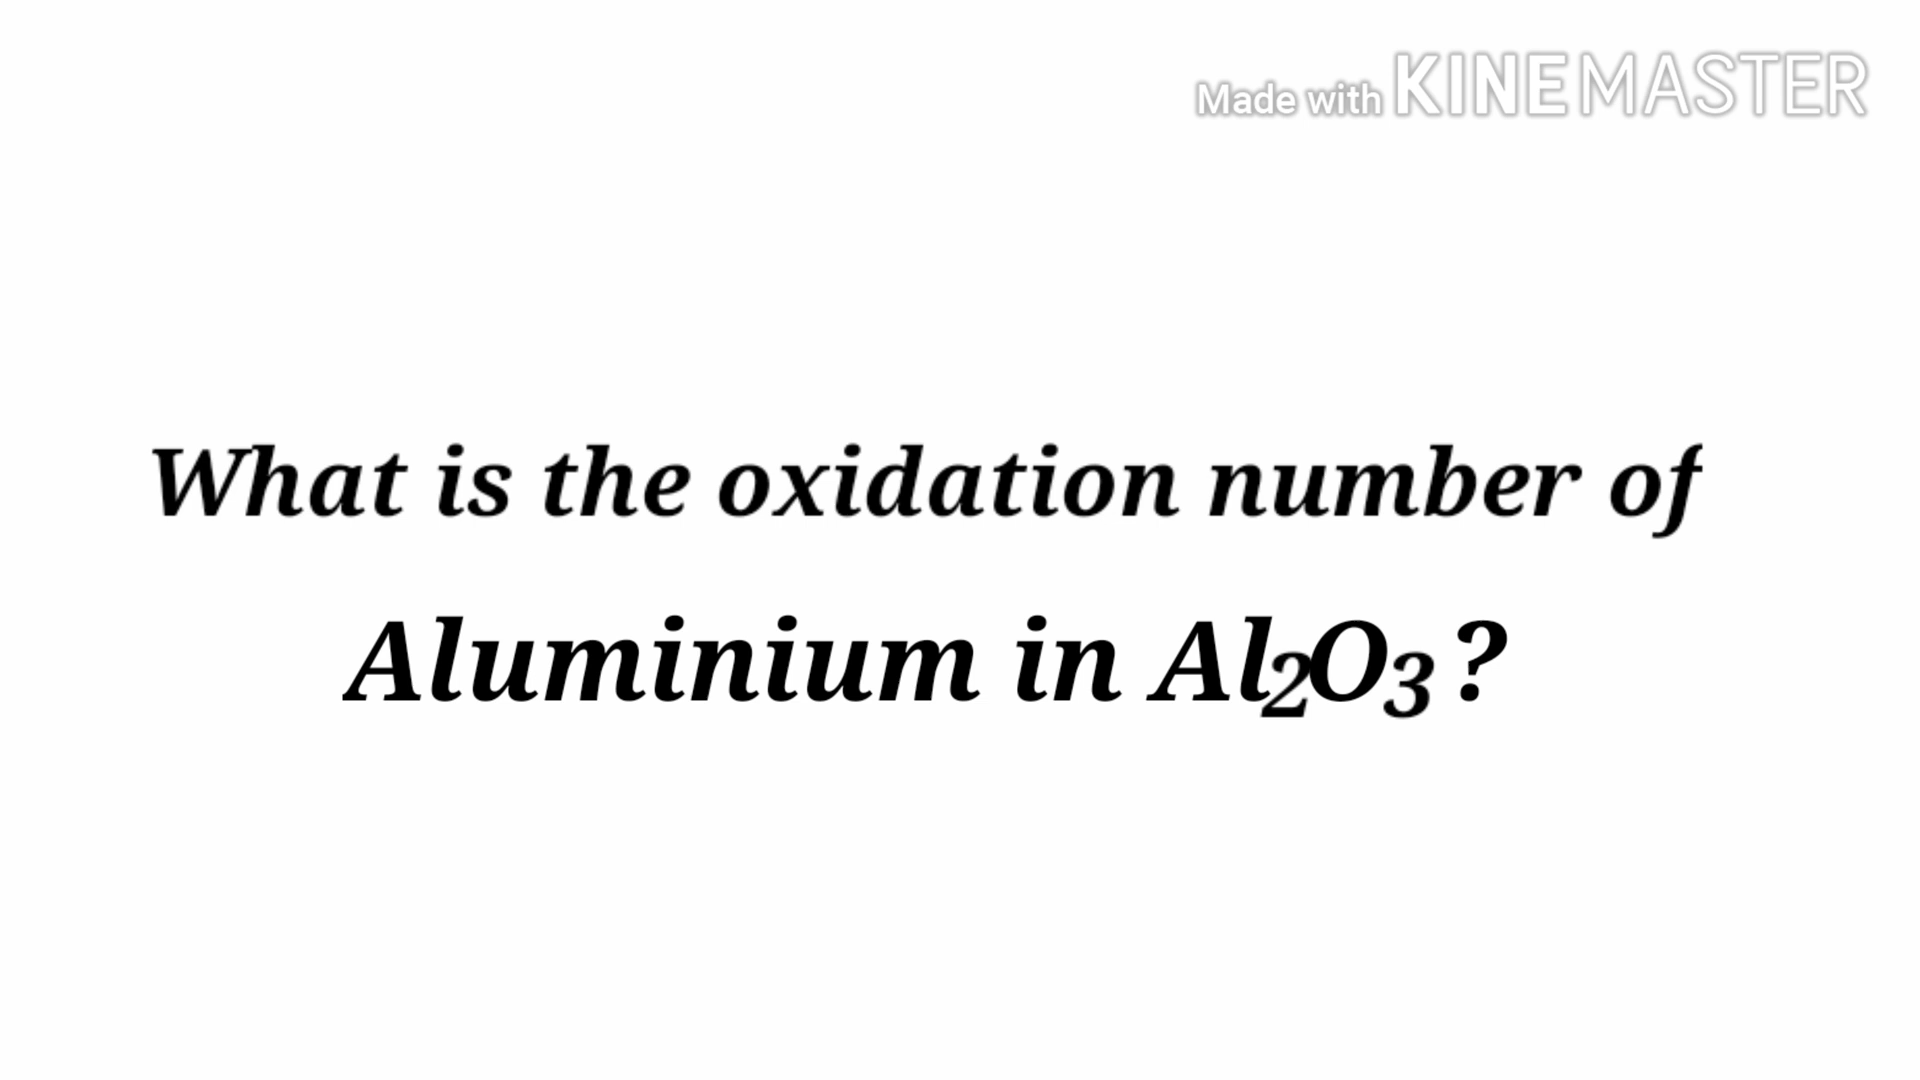 Made with KINEMASTER
What is the oxidation number of
Aluminium in Al₂O₃ ?